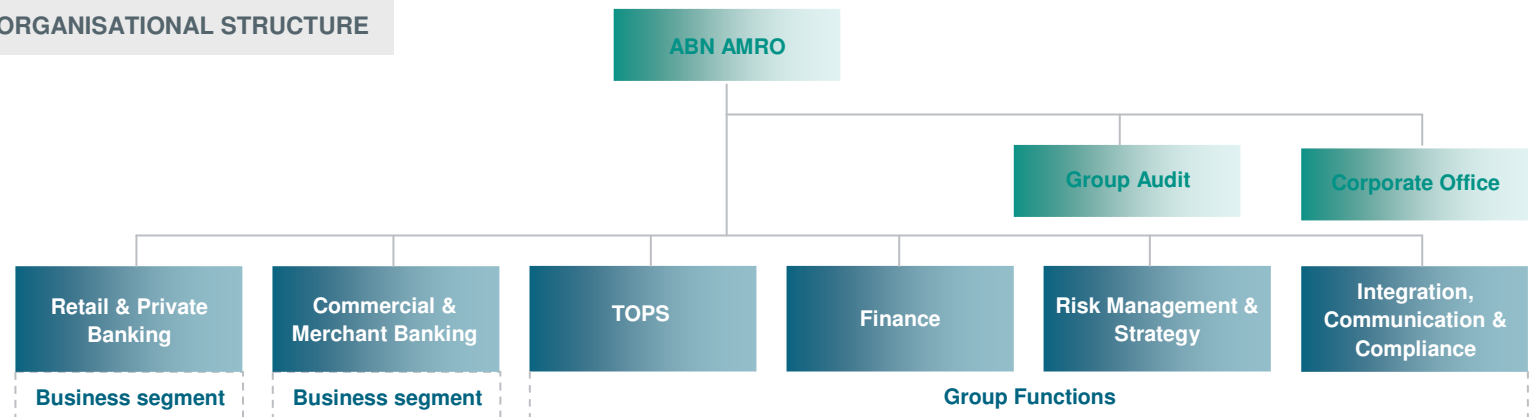 ORGANISATIONAL STRUCTURE
ABN AMRO
Group Audit
Corporate Office
Retail & Private
Banking
Commercial &
Merchant Banking
TOPS
Finance
Risk Management &
Strategy
Integration,
Communication &
Compliance
Business segment
Business segment
Group Functions